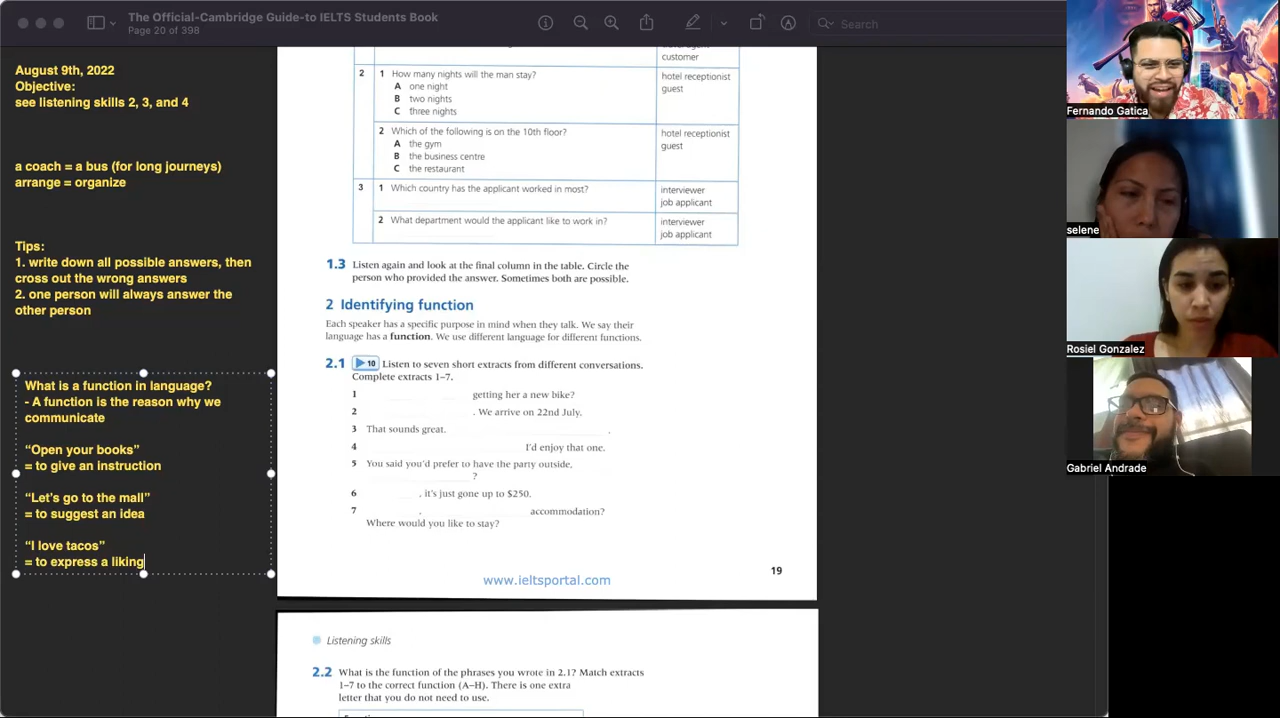 The Official-Cambridge Guide-to IELTS Students Book
Page 20 of 398
Search
August 9th, 2022
Objective:
see listening skills 2, 3, and 4
a coach = a bus (for long journeys)
arrange = organize
Tips:
1. write down all possible answers, then
cross out the wrong answers
2. one person will always answer the
other person
What is a function in language?
- A function is the reason why we
communicate
“Open your books”
= to give an instruction
“Let’s go to the mall”
= to suggest an idea
“I love tacos”
= to express a liking
customer
2 1 How many nights will the man stay?
A one night
B two nights
C three nights
hotel receptionist
guest
2 Which of the following is on the 10th floor?
A the gym
B the business centre
C the restaurant
hotel receptionist
guest
3 1 Which country has the applicant worked in most?
interviewer
job applicant
2 What department would the applicant like to work in?
interviewer
job applicant
1.3 Listen again and look at the final column in the table. Circle the
person who provided the answer. Sometimes both are possible.
2 Identifying function
Each speaker has a specific purpose in mind when they talk. We say their
language has a function. We use different language for different functions.
2.1 10 Listen to seven short extracts from different conversations.
Complete extracts 1–7.
1 getting her a new bike?
2 . We arrive on 22nd July.
3 That sounds great. .
4 I’d enjoy that one.
5 You said you’d prefer to have the party outside,
?
6 , it’s just gone up to $250.
7 , accommodation?
Where would you like to stay?
19
www.ieltsportal.com
Listening skills
2.2 What is the function of the phrases you wrote in 2.1? Match extracts
1–7 to the correct function (A–H). There is one extra
letter that you do not need to use.
Fernando Gatica
selene
Rosiel Gonzalez
Gabriel Andrade